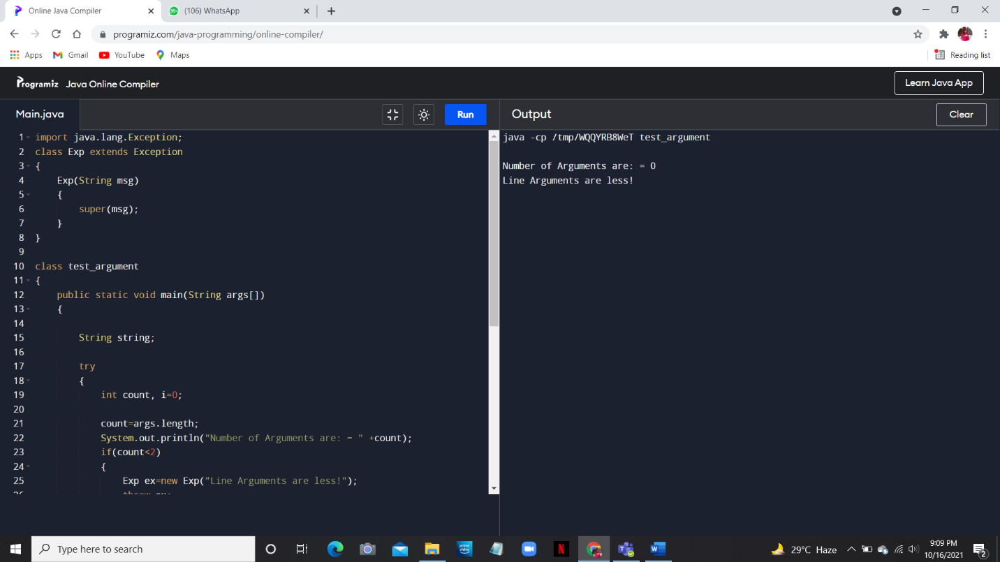 Online Java Compiler
99+ (106) WhatsApp
programiz.com/java-programming/online-compiler/
Apps Gmail YouTube Maps Reading list
Programiz Java Online Compiler Learn Java App
Main.java Run
1 import java.lang.Exception;
2 class Exp extends Exception
3 {
4 Exp(String msg)
5 {
6 super(msg);
7 }
8 }
9
10 class test_argument
11 {
12 public static void main(String args[])
13 {
14
15 String string;
16
17 try
18 {
19 int count, i=0;
20
21 count=args.length;
22 System.out.println("Number of Arguments are: = " +count);
23 if(count<2)
24 {
25 Exp ex=new Exp("Line Arguments are less!");
Output Clear
java -cp /tmp/WQQYRB8WeT test_argument
Number of Arguments are: = 0
Line Arguments are less!
Type here to search
prime video
N
T
W
29°C Haze
9:09 PM
10/16/2021
2